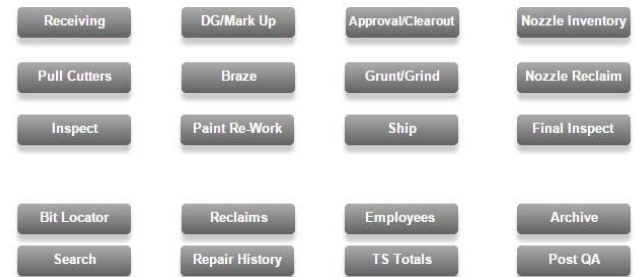 Receiving
DG/Mark Up
Approval/Clearout
Nozzle Inventory
Pull Cutters
Braze
Grunt/Grind
Nozzle Reclaim
Inspect
Paint Re-Work
Ship
Final Inspect
Bit Locator
Reclaims
Employees
Archive
Search
Repair History
TS Totals
Post QA